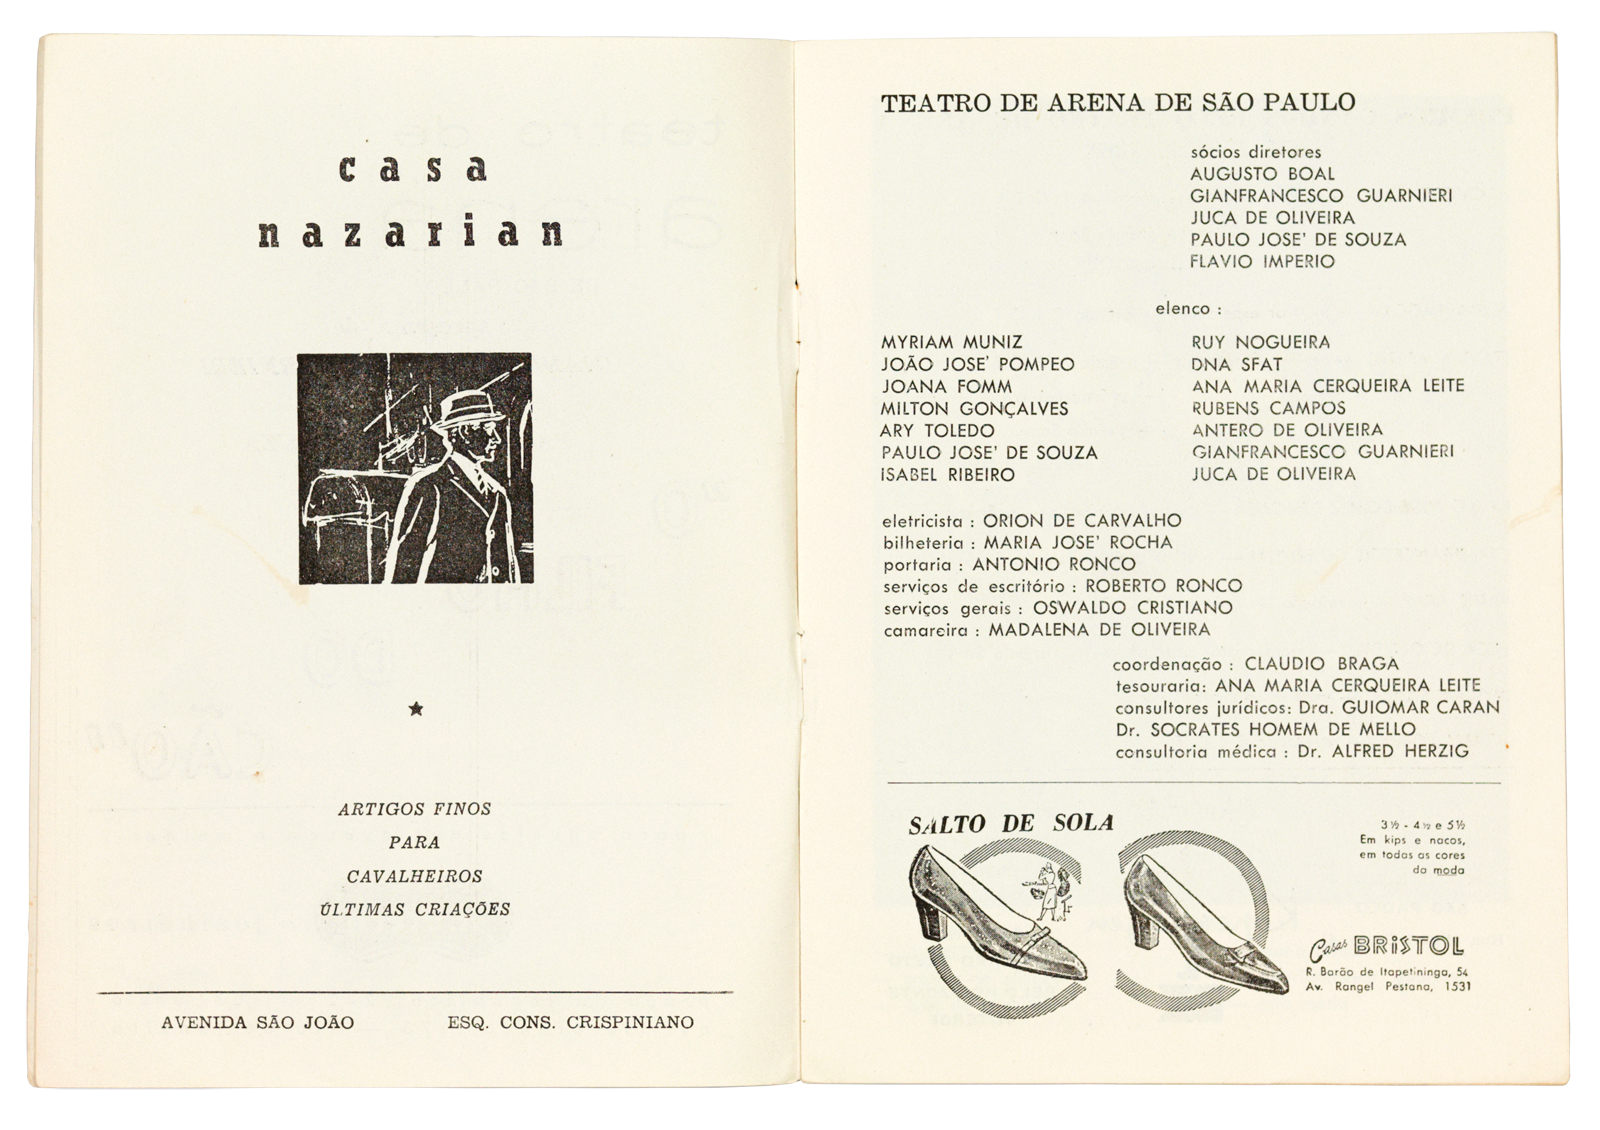 casa
nazarian
ARTIGOS FINOS
PARA
CAVALHEIROS
ÚLTIMAS CRIAÇÕES
AVENIDA SÃO JOÃO ESQ. CONS. CRISPINIANO
TEATRO DE ARENA DE SÃO PAULO
sócios diretores
AUGUSTO BOAL
GIANFRANCESCO GUARNIERI
JUCA DE OLIVEIRA
PAULO JOSE' DE SOUZA
FLAVIO IMPERIO
elenco :
MYRIAM MUNIZ
JOÃO JOSE' POMPEO
JOANA FOMM
MILTON GONÇALVES
ARY TOLEDO
PAULO JOSE' DE SOUZA
ISABEL RIBEIRO
RUY NOGUEIRA
DNA SFAT
ANA MARIA CERQUEIRA LEITE
RUBENS CAMPOS
ANTERO DE OLIVEIRA
GIANFRANCESCO GUARNIERI
JUCA DE OLIVEIRA
eletricista : ORION DE CARVALHO
bilheteria : MARIA JOSE' ROCHA
portaria : ANTONIO RONCO
serviços de escritório : ROBERTO RONCO
serviços gerais : OSWALDO CRISTIANO
camareira : MADALENA DE OLIVEIRA
coordenação : CLAUDIO BRAGA
tesouraria: ANA MARIA CERQUEIRA LEITE
consultores jurídicos: Dra. GUIOMAR CARAN
Dr. SOCRATES HOMEM DE MELLO
consultoria médica : Dr. ALFRED HERZIG
SALTO DE SOLA
3 ½ - 4 ½ e 5 ½
Em kips e nacos,
em todas as cores
da moda
Casas BRiSTOL
R. Barão de Itapetininga, 54
Av. Rangel Pestana, 1531